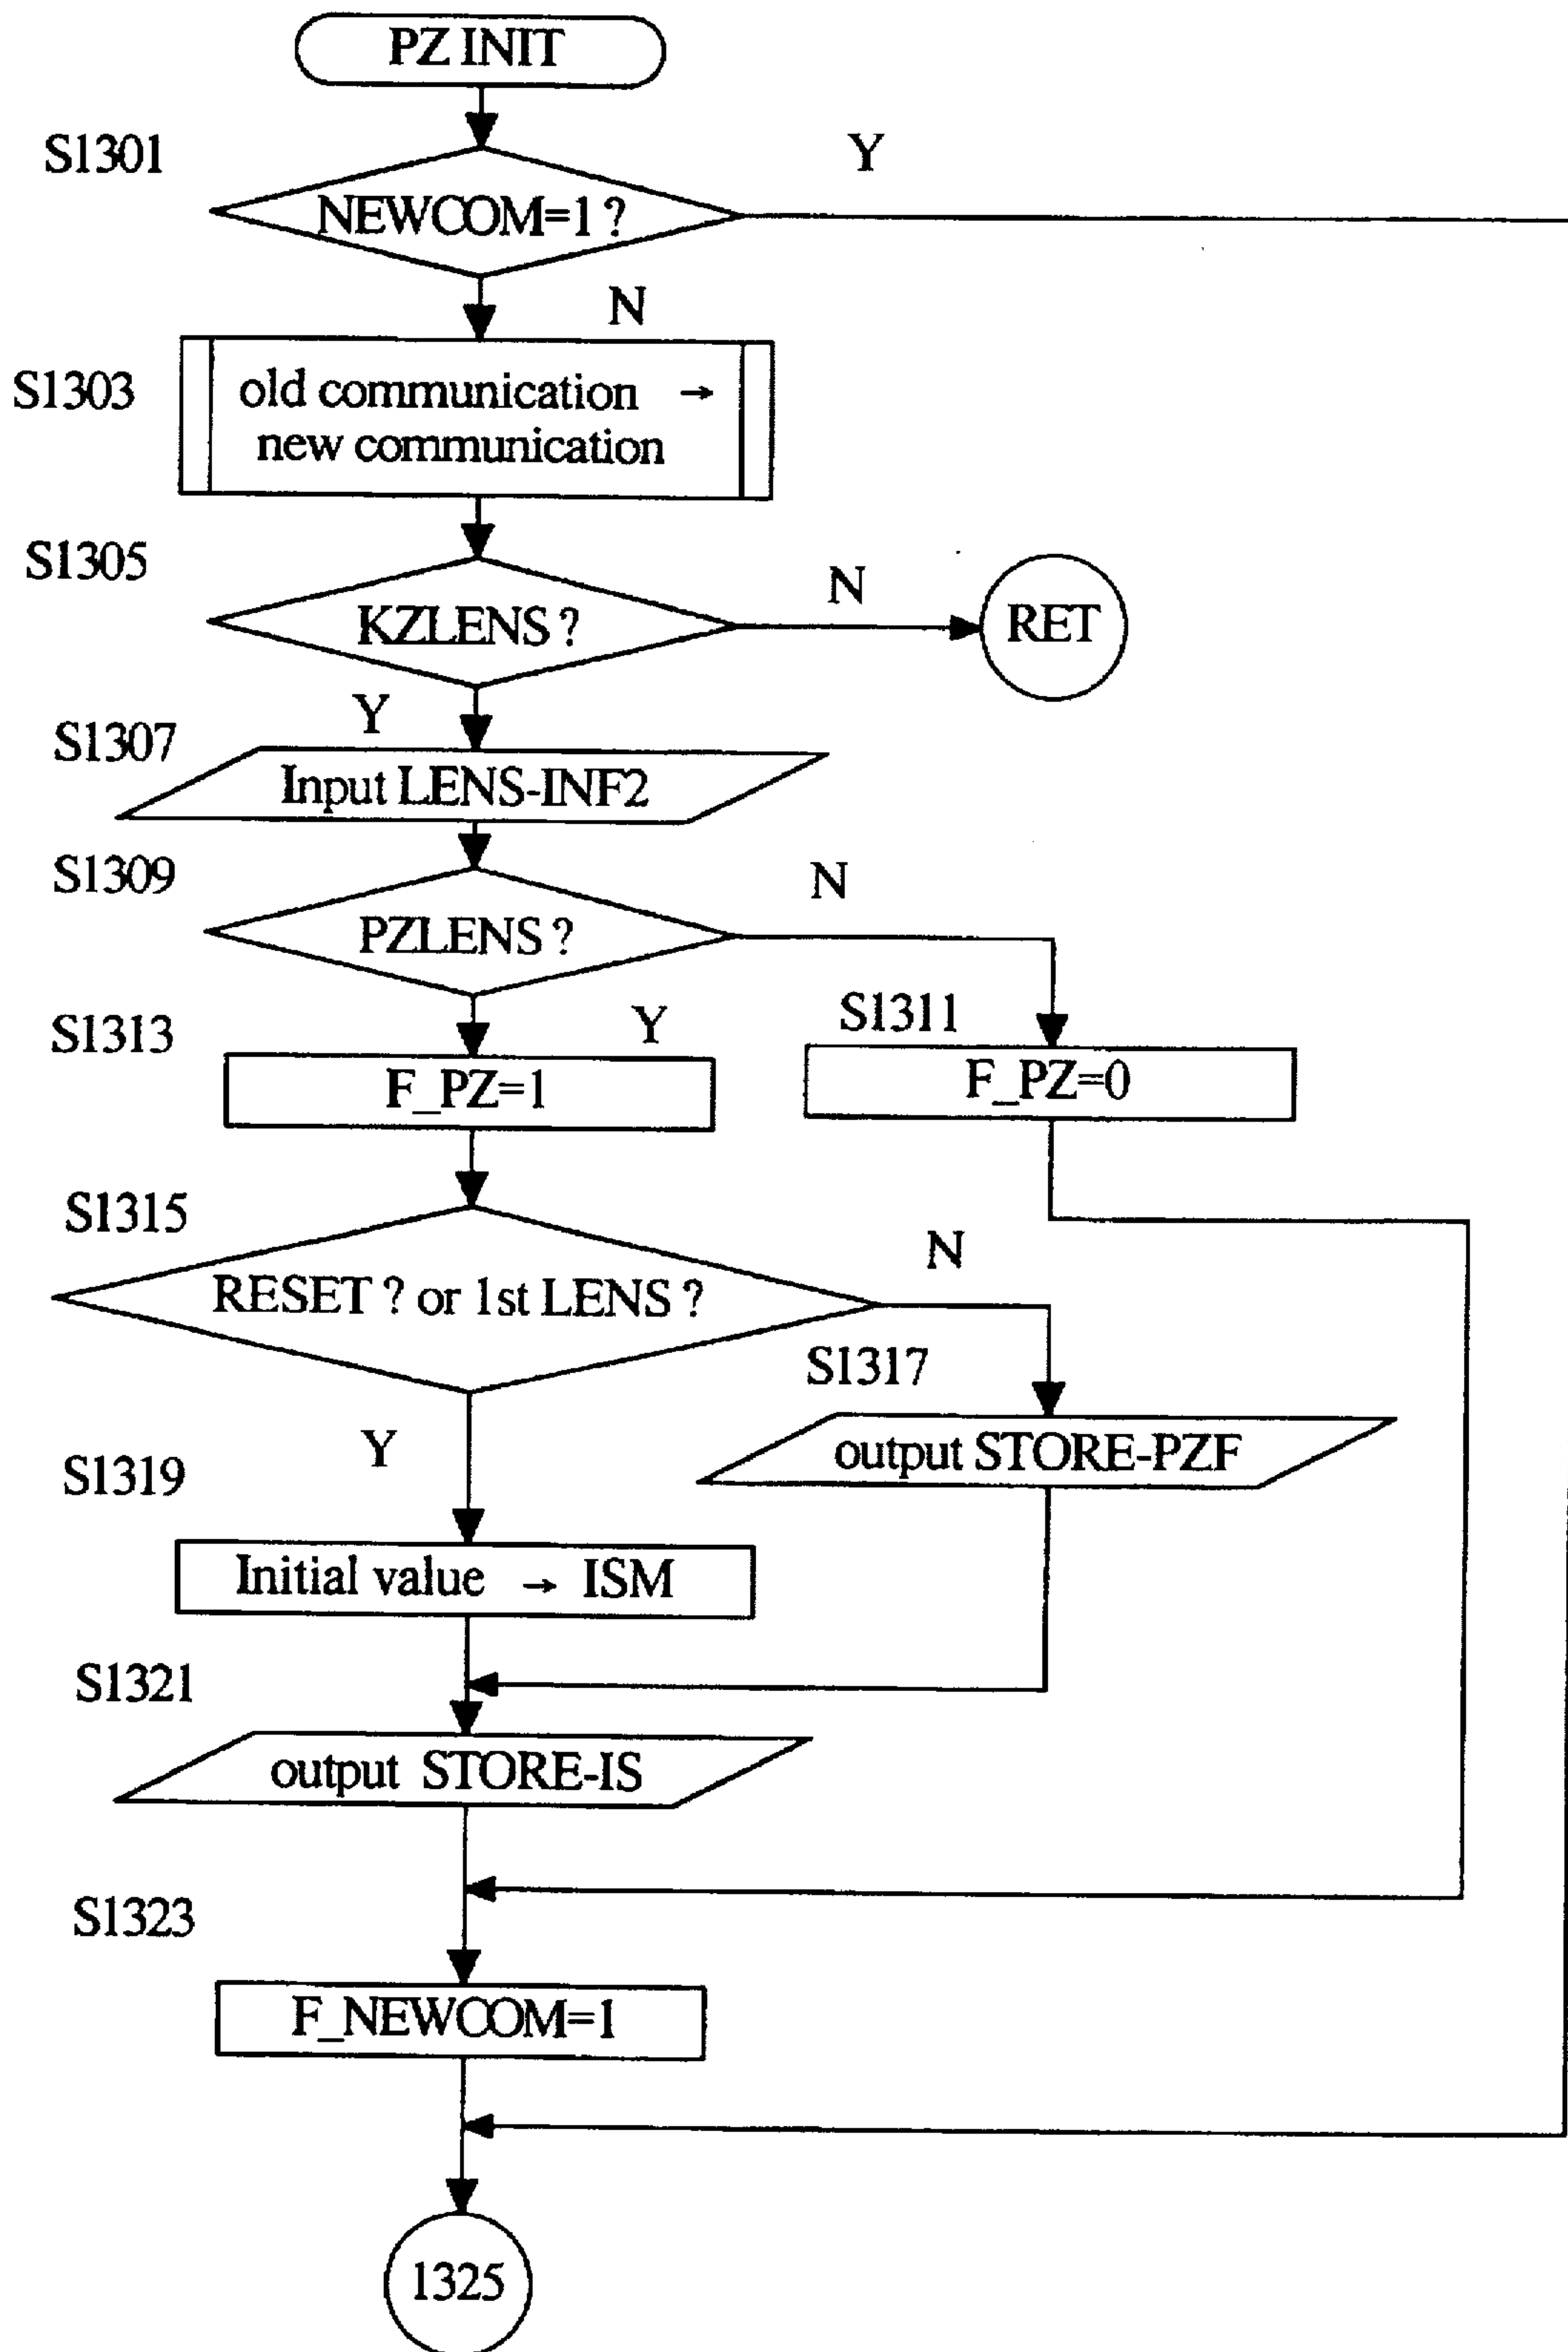 PZ INIT
S1301
Y
NEWCOM=1 ?
N
S1303
old communication →
new communication
S1305
N
KZLENS ?
RET
Y
S1307
Input LENS-INF2
S1309
N
PZLENS ?
S1313
Y
S1311
F_PZ=1
F_PZ=0
S1315
N
RESET ? or 1st LENS ?
S1317
Y
output STORE-PZF
S1319
Initial value → ISM
S1321
output STORE-IS
S1323
F_NEWCOM=1
1325